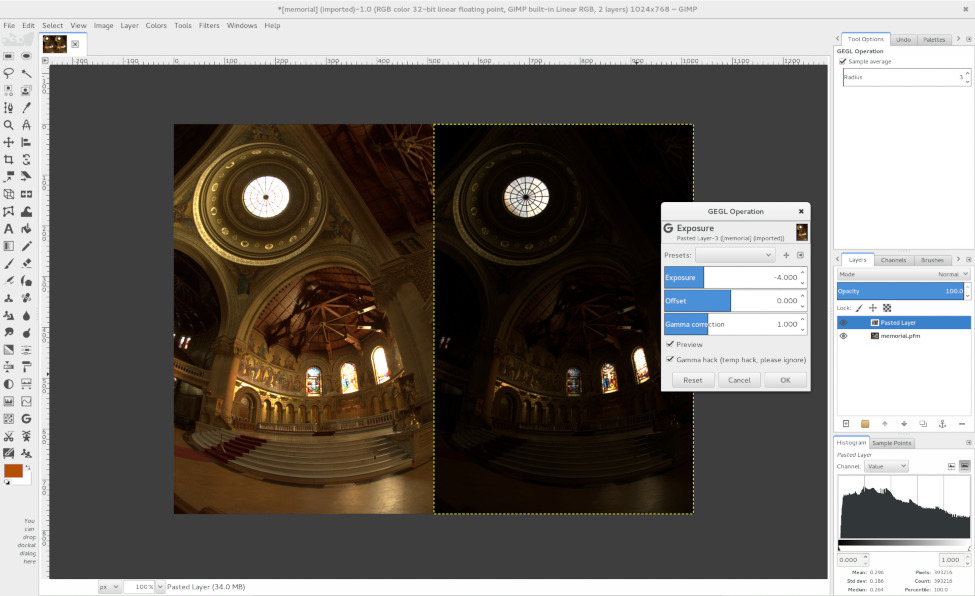 *[memorial] (imported)-1.0 (RGB color 32-bit linear floating point, GIMP built-in Linear RGB, 2 layers) 1024x768 – GIMP
File Edit Select View Image Layer Colors Tools Filters Windows Help
Tool Options Undo Palettes
GEGL Operation
Sample average
Radius 3
-200 -100 0 100 200 300 400 500 600 700 800 900 1000 1100 1200
GEGL Operation
Exposure
Pasted Layer-3 ([memorial] (imported))
Presets:
Exposure -4.000
Offset 0.000
Gamma correction 1.000
Preview
Gamma hack (temp hack, please ignore)
Reset Cancel OK
Layers Channels Brushes
Mode Normal
Opacity 100.0
Lock:
Pasted Layer
memorial.pfm
Histogram Sample Points
Pasted Layer
Channel: Value
0.000 1.000
Mean: 0.296 Pixels: 393216
Std dev: 0.186 Count: 393216
Median: 0.264 Percentile: 100.0
You
can
drop
dockable
dialogs
here
px 100% Pasted Layer (34.0 MB)